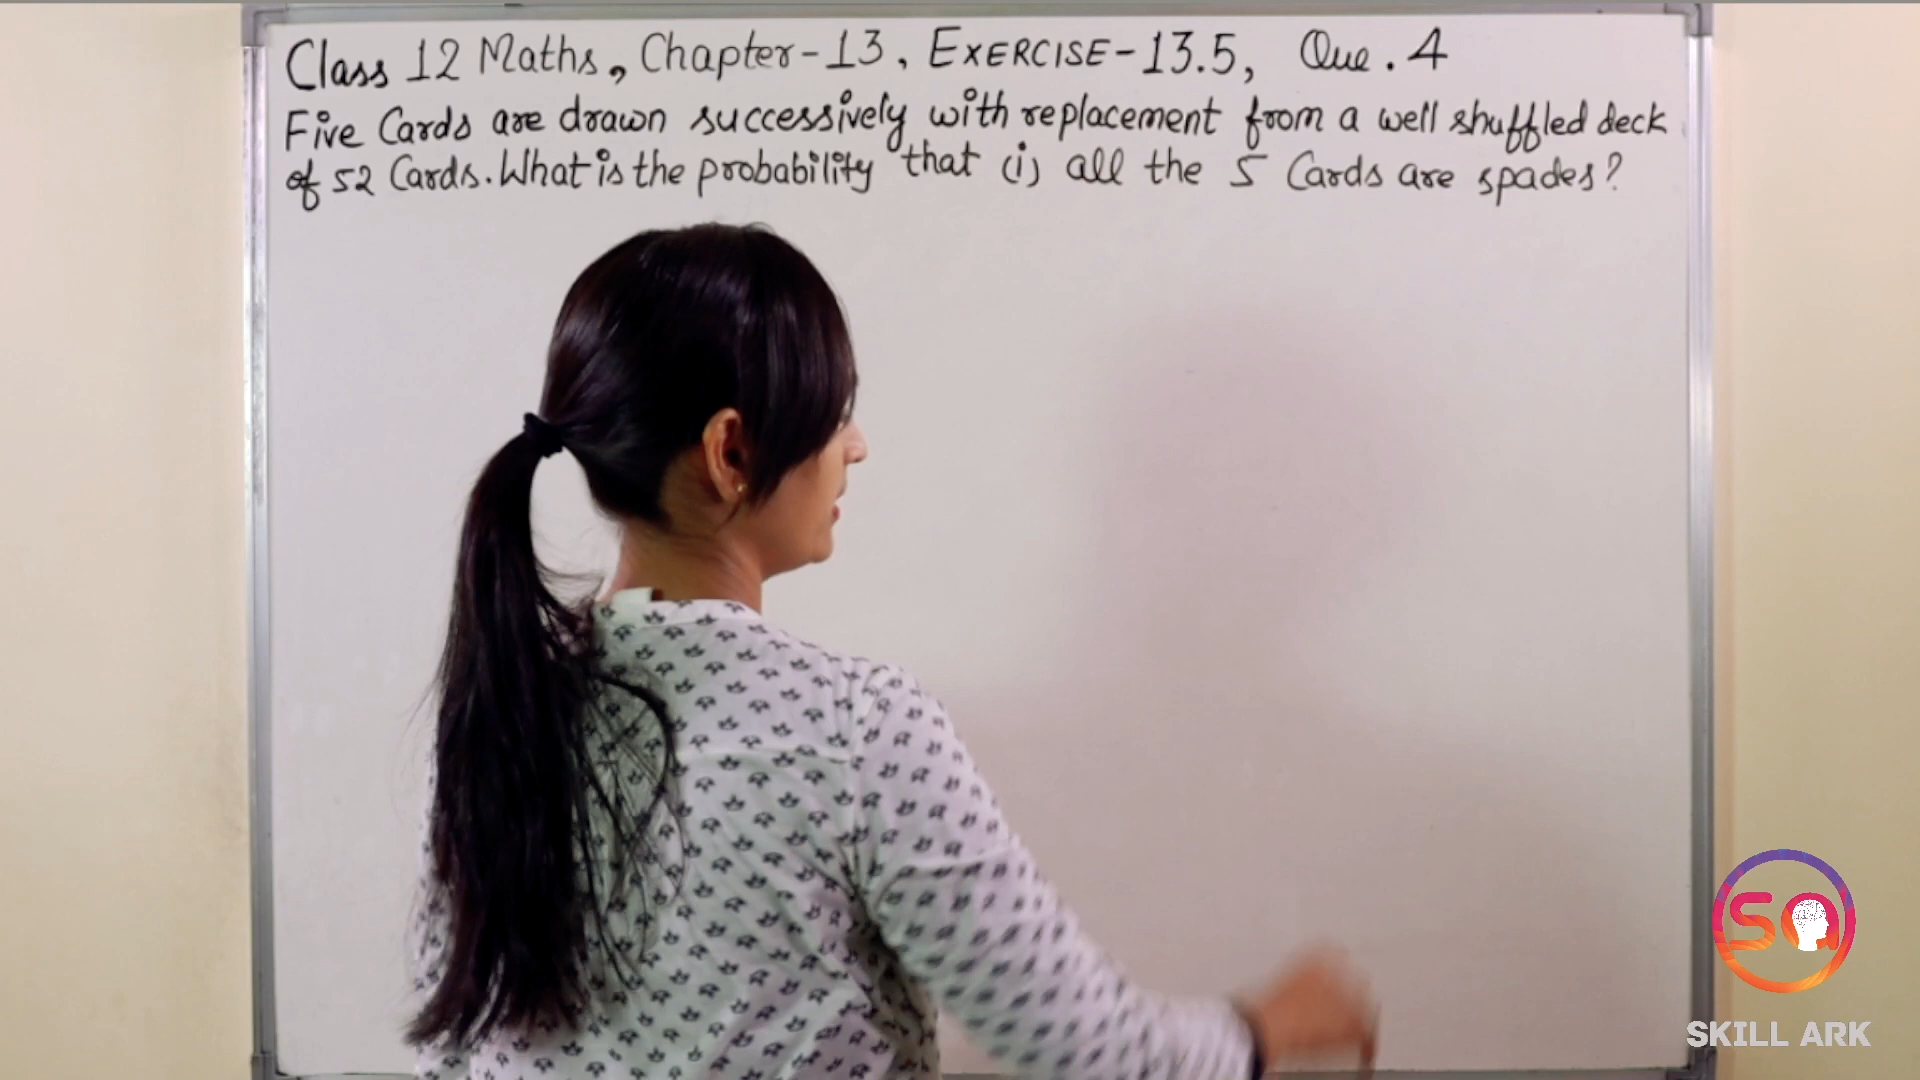 Class 12 Maths, Chapter-13, EXERCISE-13.5, Que. 4
Five Cards are drawn successively with replacement from a well shuffled deck
of 52 Cards. What is the probability that (i) all the 5 Cards are spades?
SA
SKILL ARK